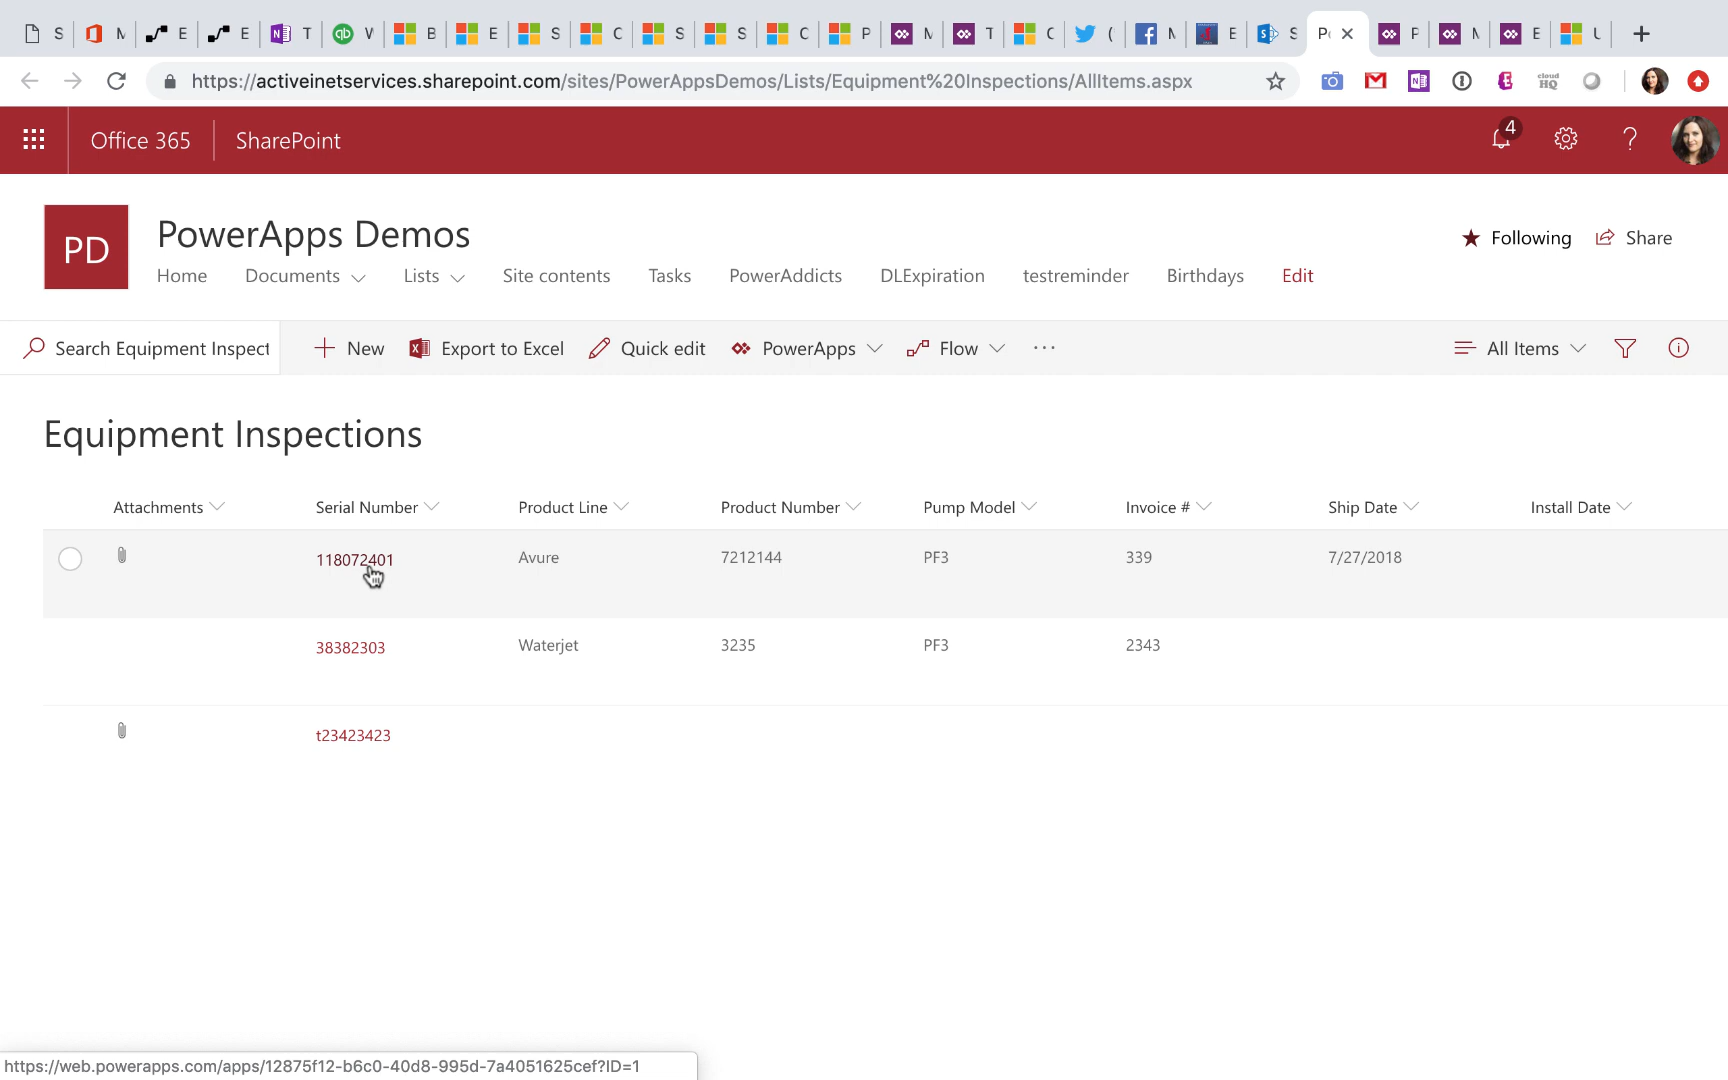 S M E E T W B E S C S S C P M T C ( M E S P P M E U
https://activeinetservices.sharepoint.com/sites/PowerAppsDemos/Lists/Equipment%20Inspections/AllItems.aspx
cloud HQ
Office 365 SharePoint 4 ?
PD
PowerApps Demos
Following Share
Home Documents Lists Site contents Tasks PowerAddicts DLExpiration testreminder Birthdays Edit
Search Equipment Inspect New Export to Excel Quick edit PowerApps Flow ... All Items
Equipment Inspections
Attachments Serial Number Product Line Product Number Pump Model Invoice # Ship Date Install Date
118072401 Avure 7212144 PF3 339 7/27/2018
38382303 Waterjet 3235 PF3 2343
t23423423
https://web.powerapps.com/apps/12875f12-b6c0-40d8-995d-7a4051625cef?ID=1